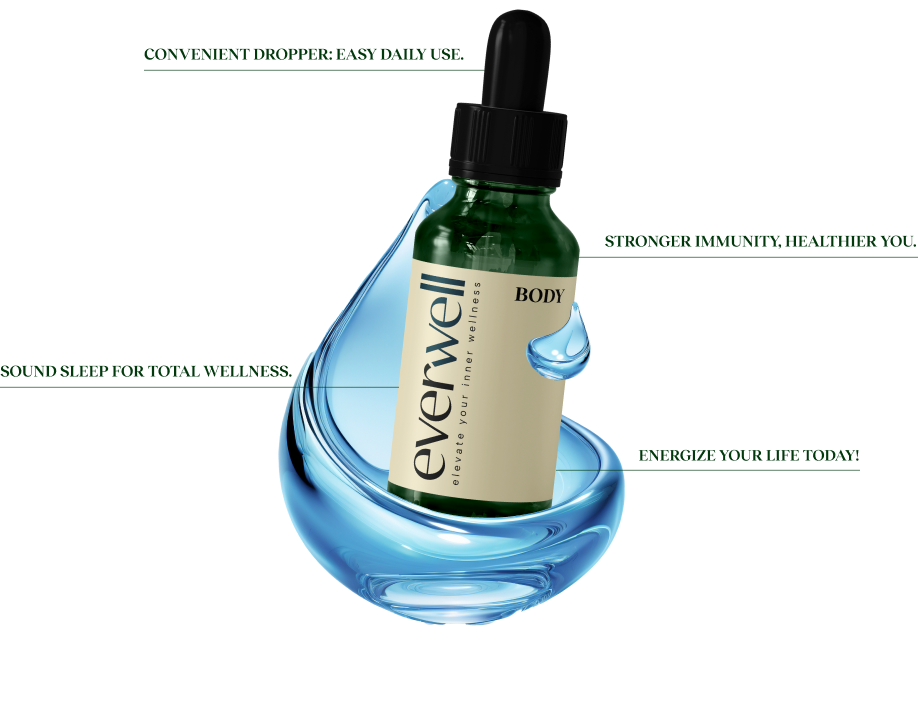 CONVENIENT DROPPER: EASY DAILY USE.
STRONGER IMMUNITY, HEALTHIER YOU.
BODY
everwell
elevate your inner wellness
SOUND SLEEP FOR TOTAL WELLNESS.
ENERGIZE YOUR LIFE TODAY!